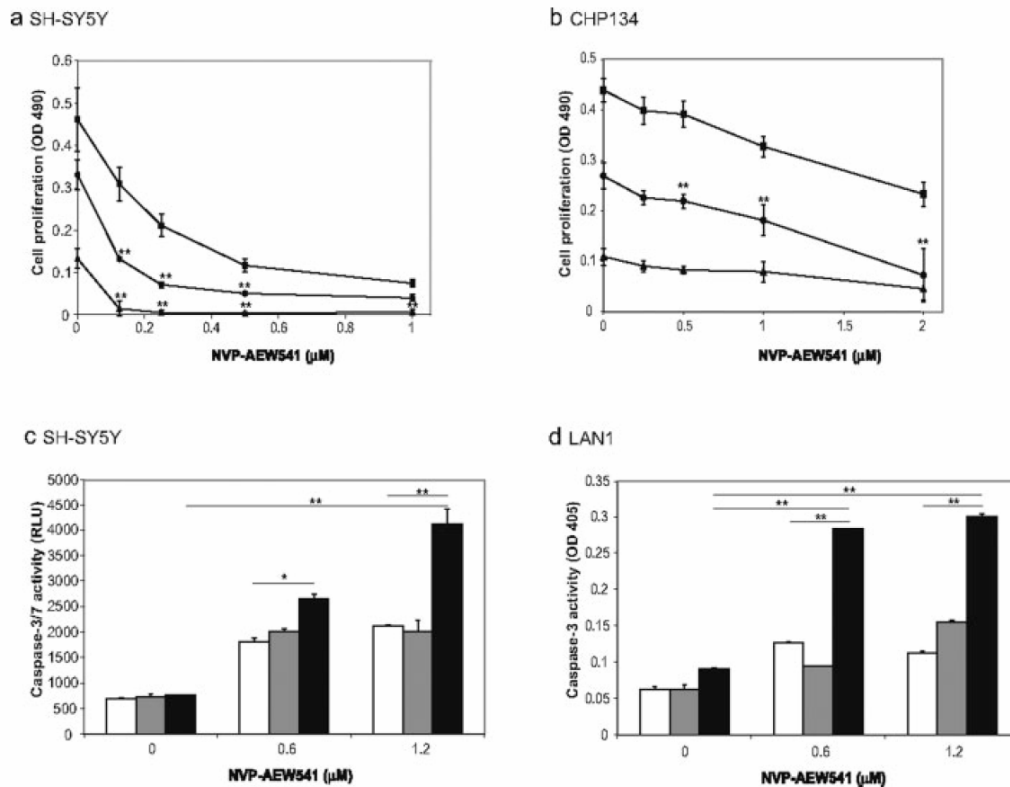 a SH-SY5Y
Cell proliferation (OD 490)
0.6
0.5
0.4
0.3
0.2
0.1
0
** ** ** **
** ** ** **
0 0.2 0.4 0.6 0.8 1
NVP-AEW541 (μM)
b CHP134
Cell proliferation (OD 490)
0.5
0.4
0.3
0.2
0.1
0
** ** **
0 0.5 1 1.5 2
NVP-AEW541 (μM)
c SH-SY5Y
Caspase-3/7 activity (RLU)
5000
4500
4000
3500
3000
2500
2000
1500
1000
500
0
** **
*
0 0.6 1.2
NVP-AEW541 (μM)
d LAN1
Caspase-3 activity (OD 405)
0.35
0.3
0.25
0.2
0.15
0.1
0.05
0
**
**
** **
0 0.6 1.2
NVP-AEW541 (μM)